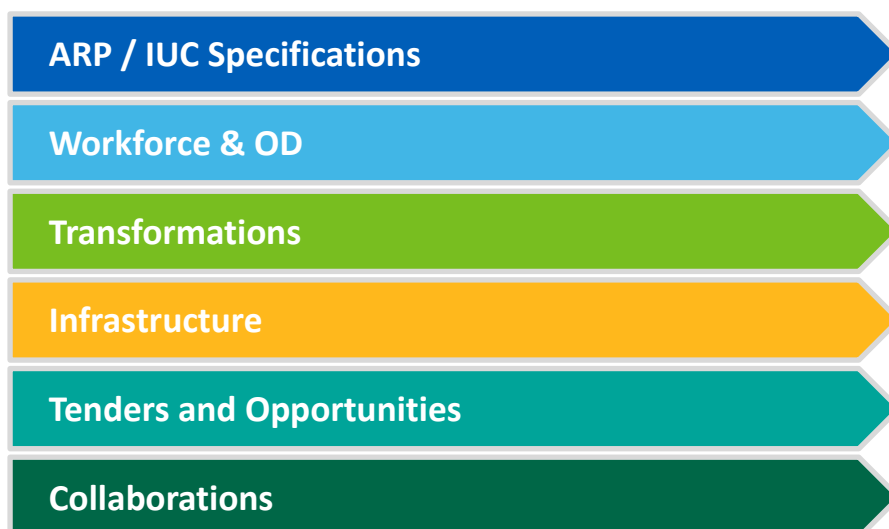 ARP / IUC Specifications
Workforce & OD
Transformations
Infrastructure
Tenders and Opportunities
Collaborations